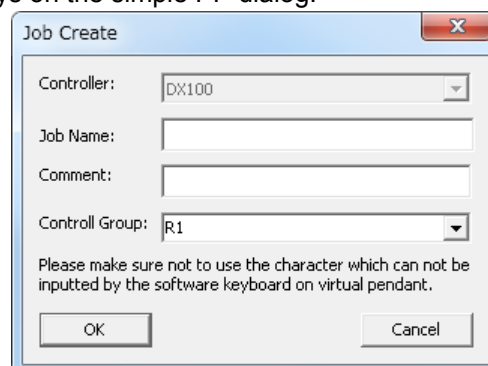 on the simple PP dialog.
Job Create
Controller: DX100
Job Name:
Comment:
Controll Group: R1
Please make sure not to use the character which can not be
inputted by the software keyboard on virtual pendant.
OK Cancel